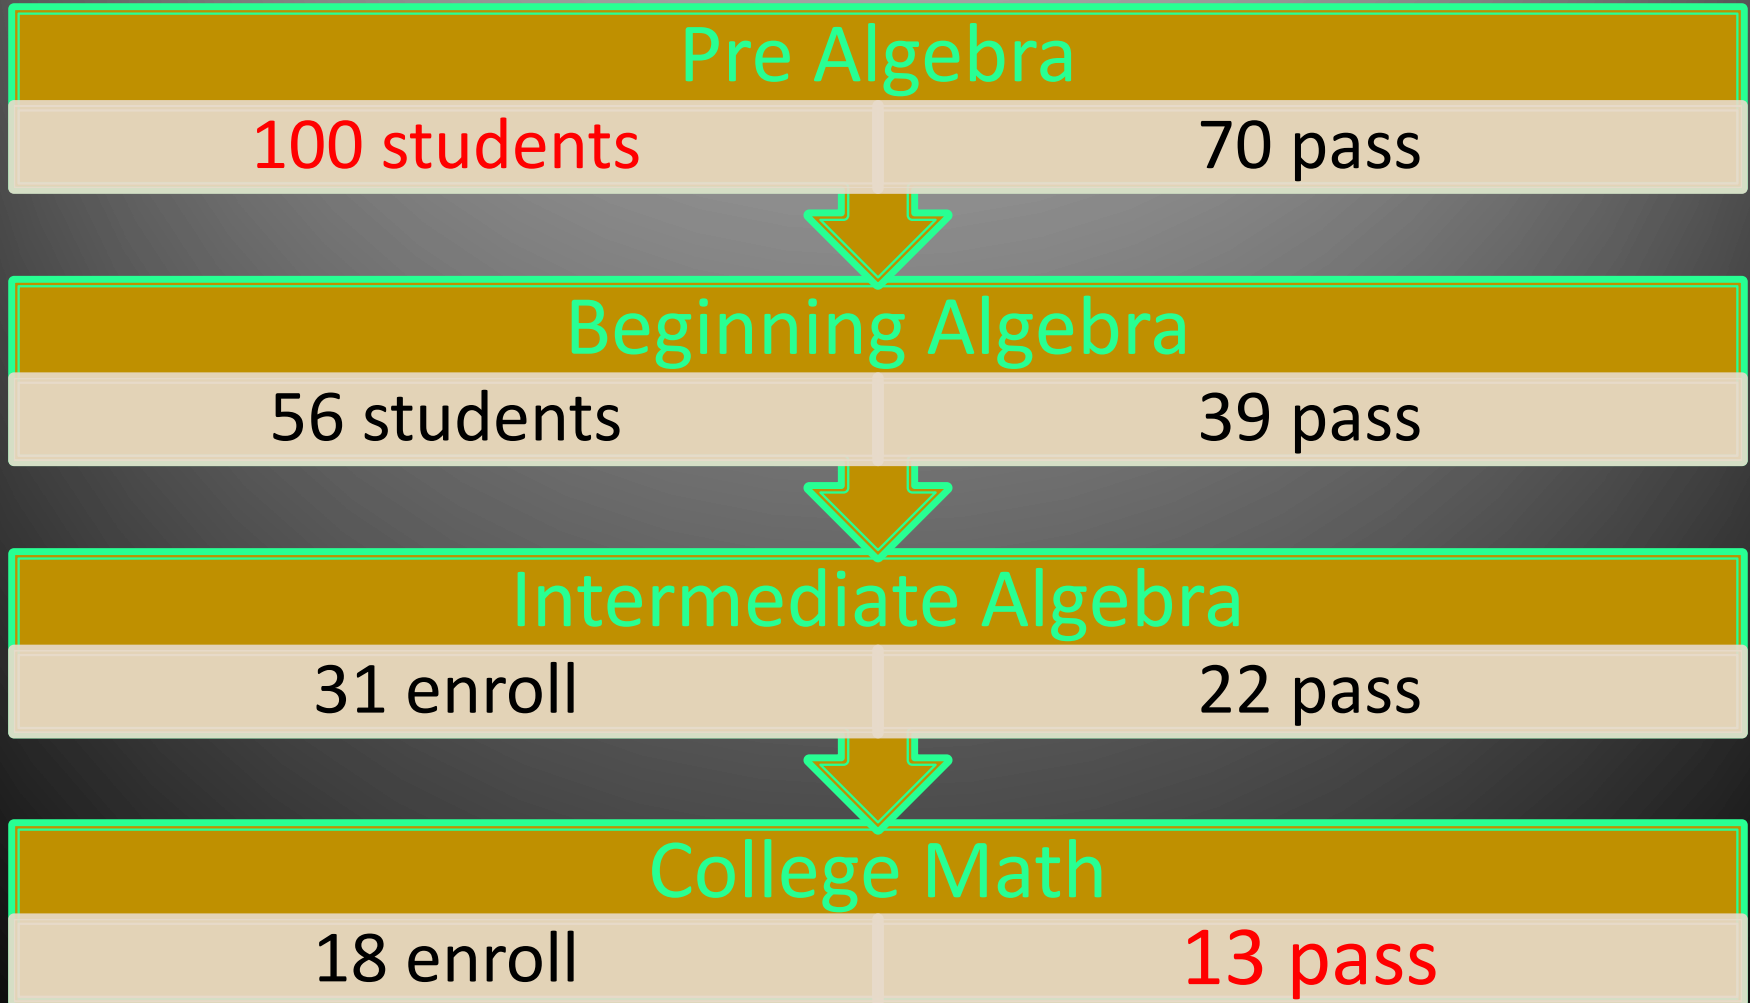 Pre Algebra
100 students 70 pass
Beginning Algebra
56 students 39 pass
Intermediate Algebra
31 enroll 22 pass
College Math
18 enroll 13 pass